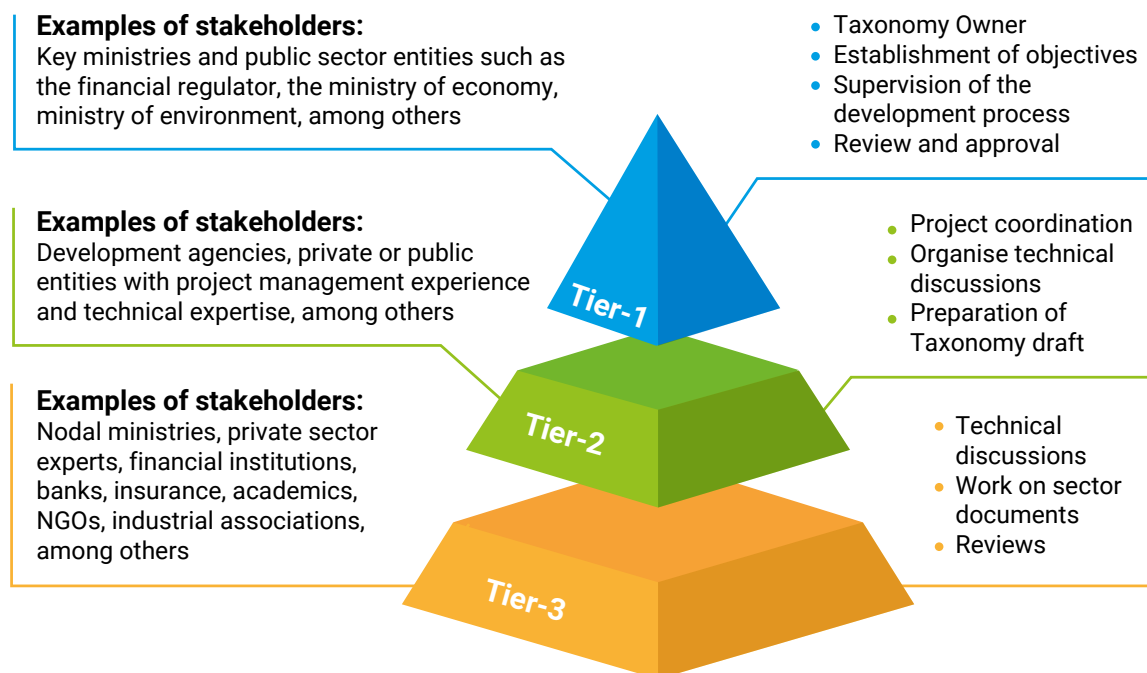 Examples of stakeholders:
Key ministries and public sector entities such as
the financial regulator, the ministry of economy,
ministry of environment, among others
• Taxonomy Owner
• Establishment of objectives
• Supervision of the
development process
• Review and approval
Tier-1
Examples of stakeholders:
Development agencies, private or public
entities with project management experience
and technical expertise, among others
• Project coordination
• Organise technical
discussions
• Preparation of
Taxonomy draft
Tier-2
Examples of stakeholders:
Nodal ministries, private sector
experts, financial institutions,
banks, insurance, academics,
NGOs, industrial associations,
among others
• Technical
discussions
• Work on sector
documents
• Reviews
Tier-3